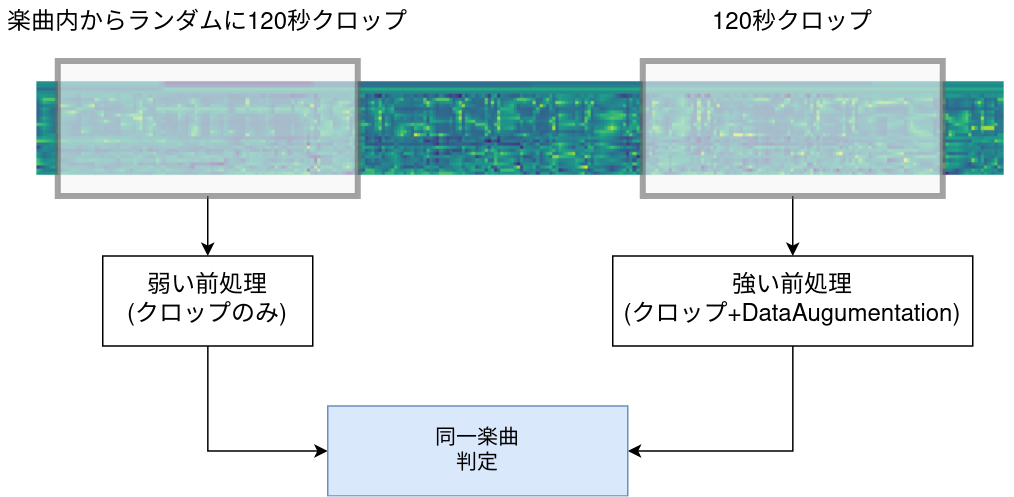 楽曲内からランダムに120秒クロップ
120秒クロップ
弱い前処理
(クロップのみ)
強い前処理
(クロップ+DataAugumentation)
同一楽曲
判定